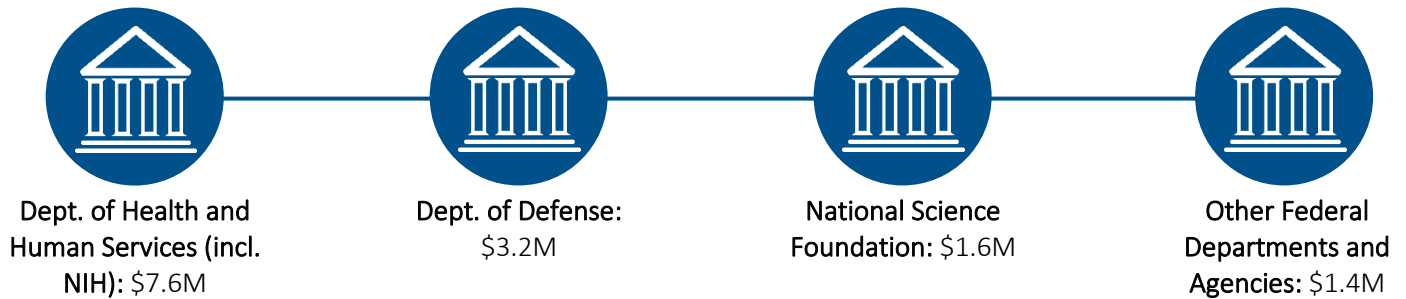 Dept. of Health and
Human Services (incl.
NIH): $7.6M
Dept. of Defense:
$3.2M
National Science
Foundation: $1.6M
Other Federal
Departments and
Agencies: $1.4M